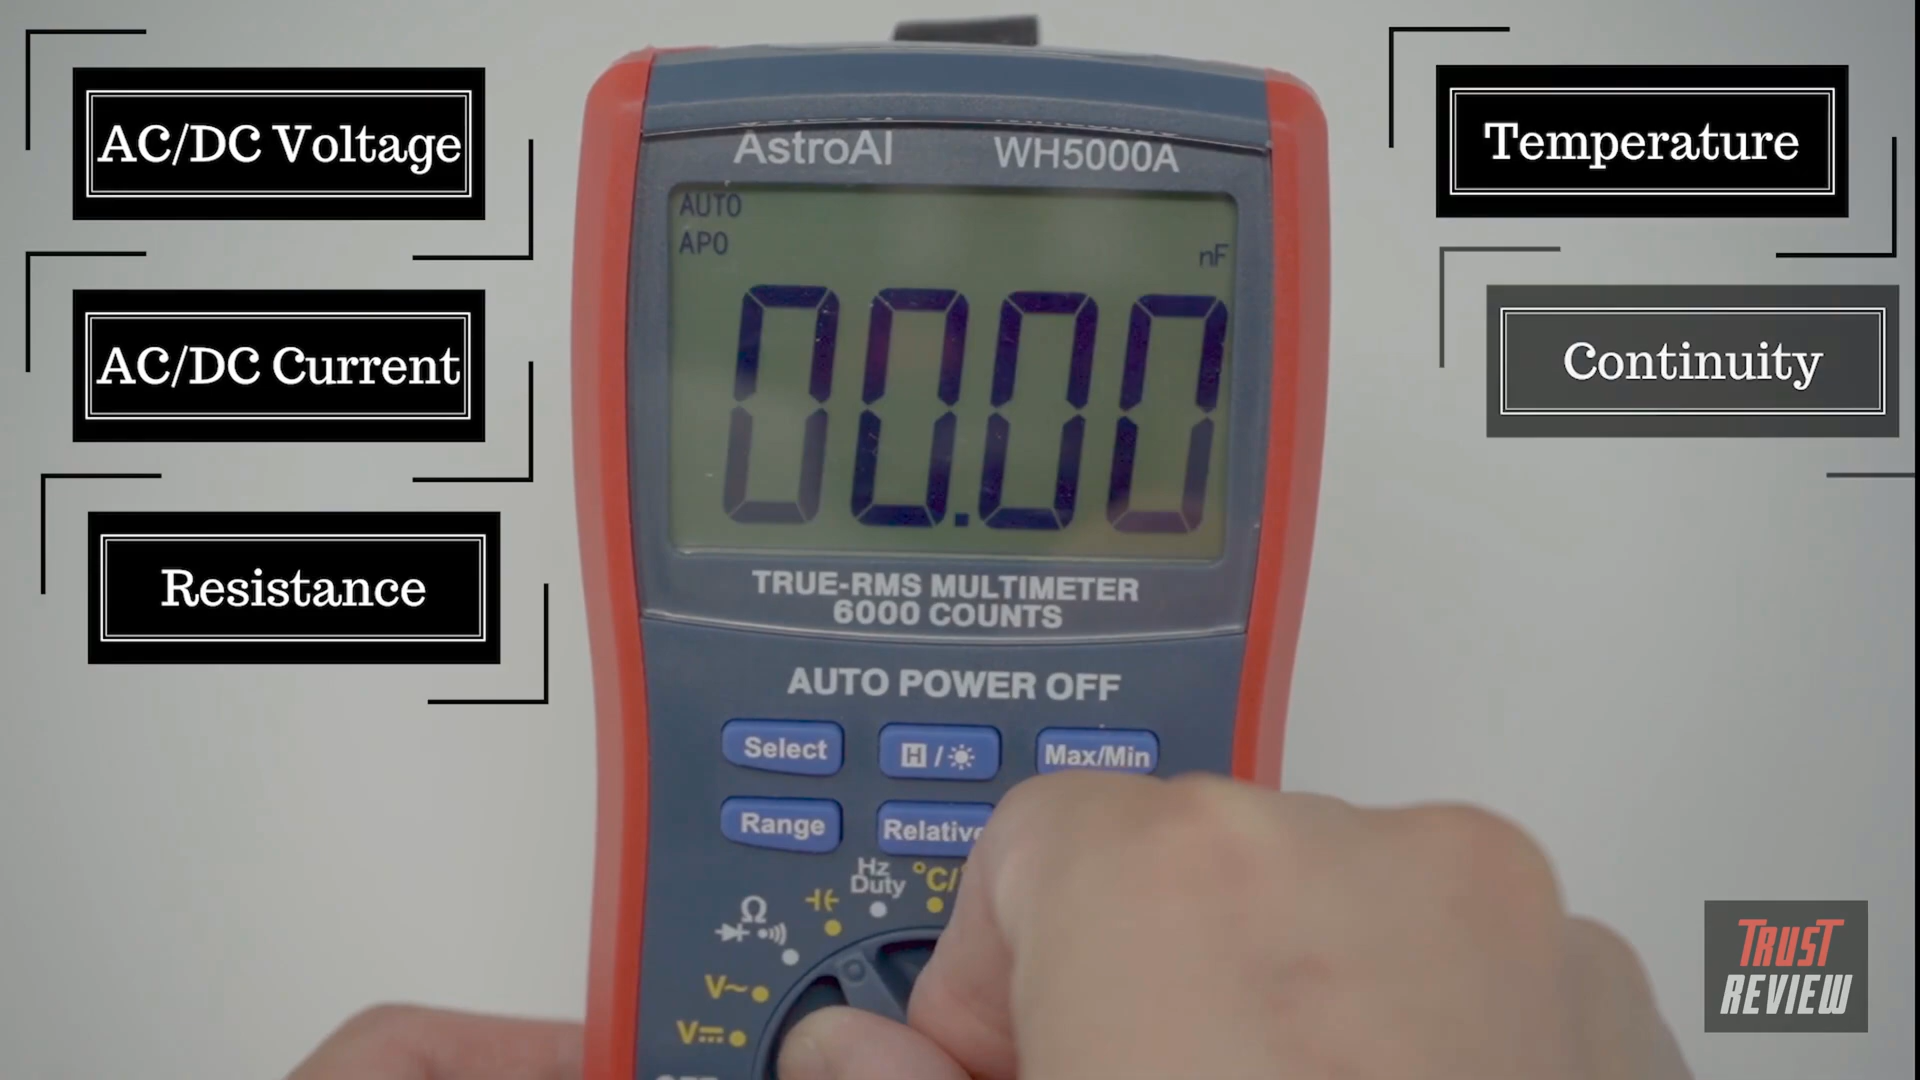 AC/DC Voltage
AC/DC Current
Resistance
Temperature
Continuity
AstroAI WH5000A
AUTO
APO
nF
00.00
TRUE-RMS MULTIMETER
6000 COUNTS
AUTO POWER OFF
Select H / Max/Min
Range Relative
Hz
Duty
°C/
Ω
V~
V⎓
TRUST
REVIEW